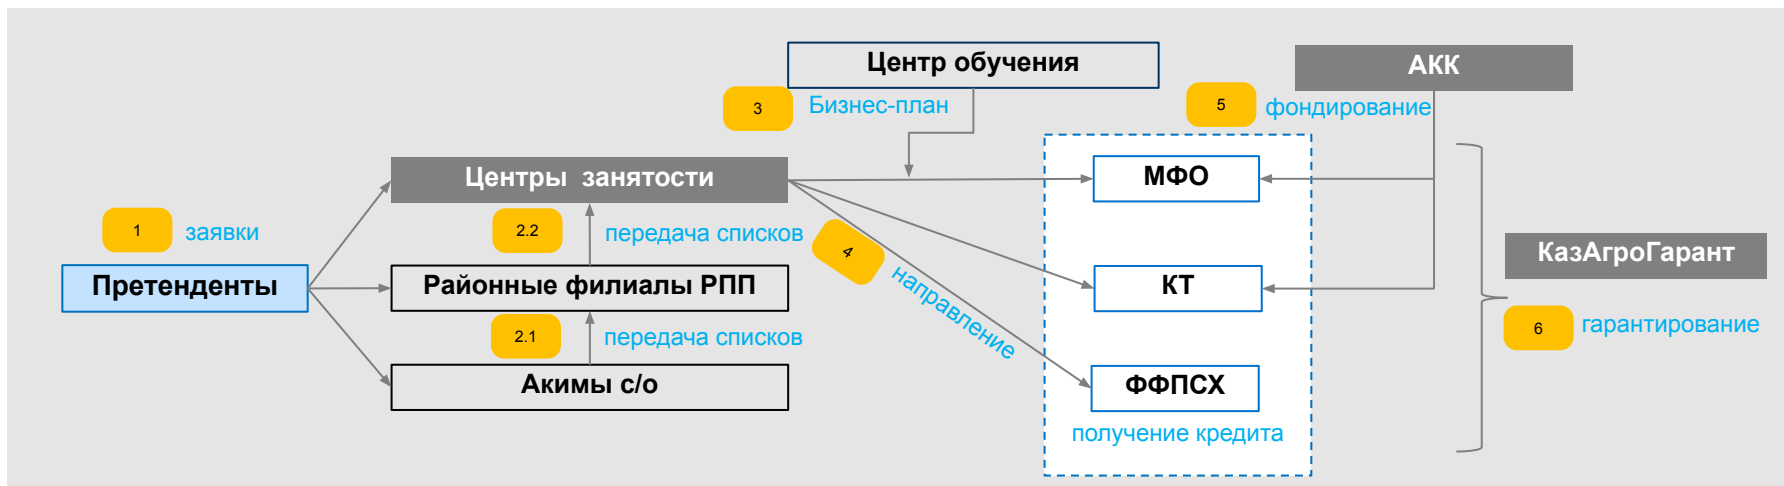 Центр обучения
АКК
3
Бизнес-план
5
фондирование
Центры занятости
МФО
1
заявки
2.2
передача списков
4
направление
КазАгроГарант
Претенденты
Районные филиалы РПП
КТ
2.1
передача списков
6
гарантирование
Акимы с/о
ФФПСХ
получение кредита